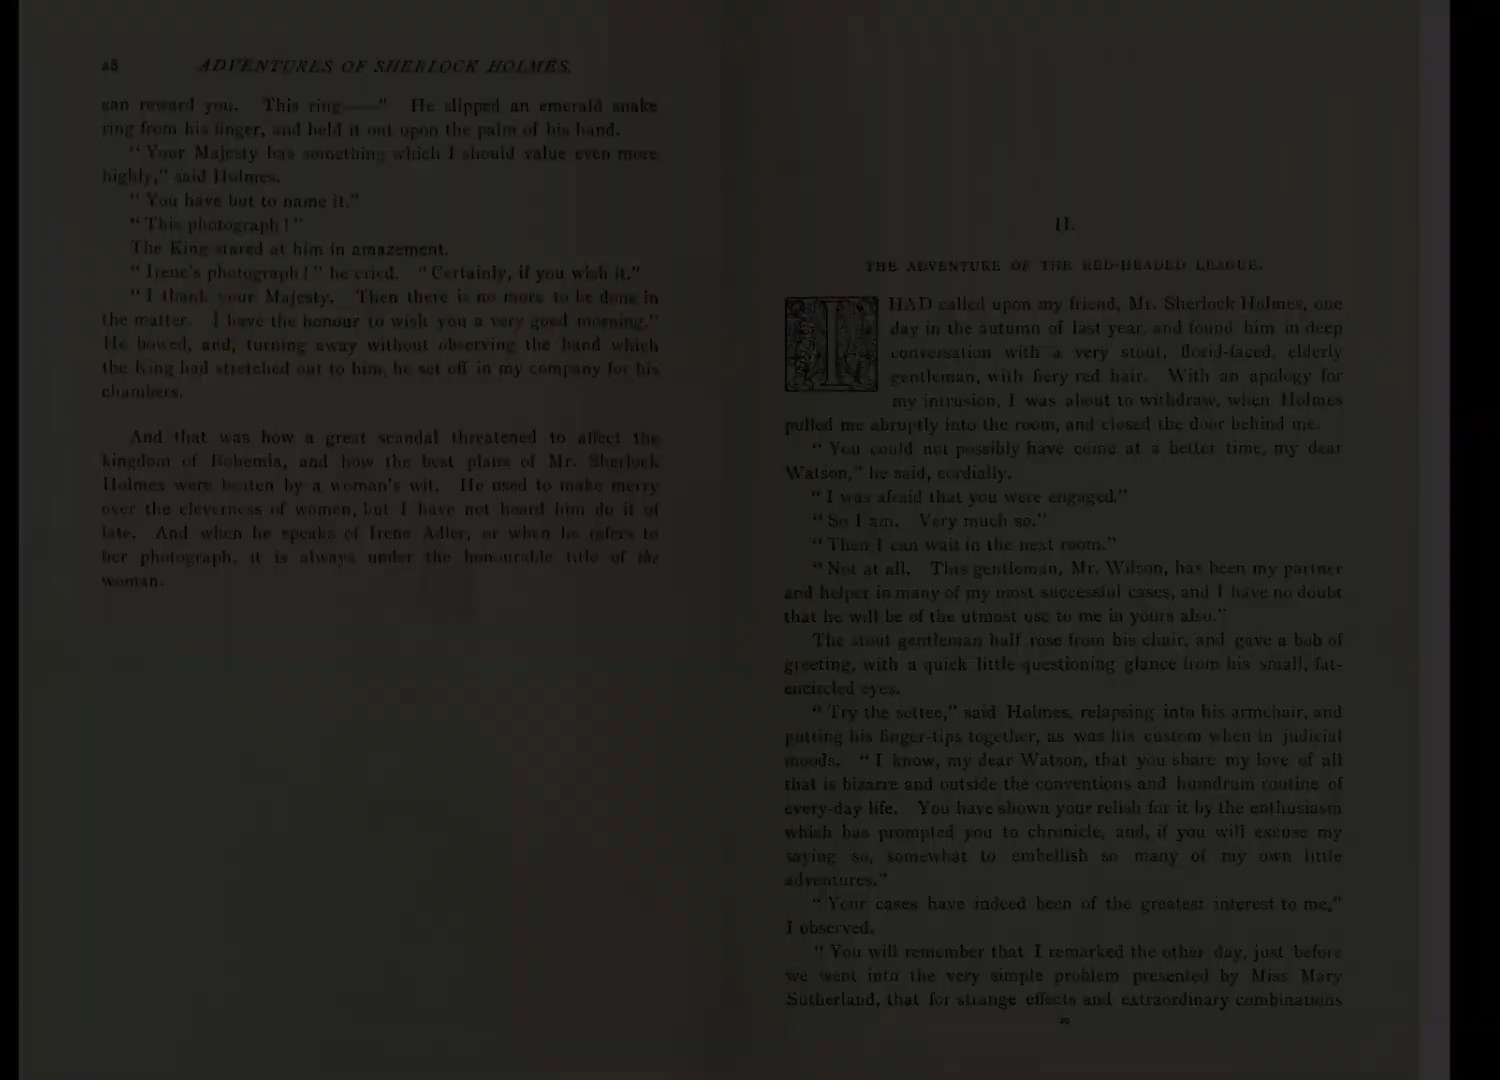 28 ADVENTURES OF SHERLOCK HOLMES.
can reward you. This ring——" He slipped an emerald snake
ring from his finger, and held it out upon the palm of his hand.
"Your Majesty has something which I should value even more
highly," said Holmes.
"You have but to name it."
"This photograph!"
The King stared at him in amazement.
"Irene's photograph!" he cried. "Certainly, if you wish it."
"I thank your Majesty. Then there is no more to be done in
the matter. I have the honour to wish you a very good morning."
He bowed, and, turning away without observing the hand which
the King had stretched out to him, he set off in my company for his
chambers.
And that was how a great scandal threatened to affect the
kingdom of Bohemia, and how the best plans of Mr. Sherlock
Holmes were beaten by a woman's wit. He used to make merry
over the cleverness of women, but I have not heard him do it of
late. And when he speaks of Irene Adler, or when he refers to
her photograph, it is always under the honourable title of the
woman.
II.
THE ADVENTURE OF THE RED-HEADED LEAGUE.
I HAD called upon my friend, Mr. Sherlock Holmes, one
day in the autumn of last year, and found him in deep
conversation with a very stout, florid-faced, elderly
gentleman, with fiery red hair. With an apology for
my intrusion, I was about to withdraw, when Holmes
pulled me abruptly into the room, and closed the door behind me.
"You could not possibly have come at a better time, my dear
Watson," he said, cordially.
"I was afraid that you were engaged."
"So I am. Very much so."
"Then I can wait in the next room."
"Not at all. This gentleman, Mr. Wilson, has been my partner
and helper in many of my most successful cases, and I have no doubt
that he will be of the utmost use to me in yours also."
The stout gentleman half rose from his chair, and gave a bob of
greeting, with a quick little questioning glance from his small, fat-
encircled eyes.
"Try the settee," said Holmes, relapsing into his armchair, and
putting his finger-tips together, as was his custom when in judicial
moods. "I know, my dear Watson, that you share my love of all
that is bizarre and outside the conventions and humdrum routine of
every-day life. You have shown your relish for it by the enthusiasm
which has prompted you to chronicle, and, if you will excuse my
saying so, somewhat to embellish so many of my own little
adventures."
"Your cases have indeed been of the greatest interest to me,"
I observed.
"You will remember that I remarked the other day, just before
we went into the very simple problem presented by Miss Mary
Sutherland, that for strange effects and extraordinary combinations